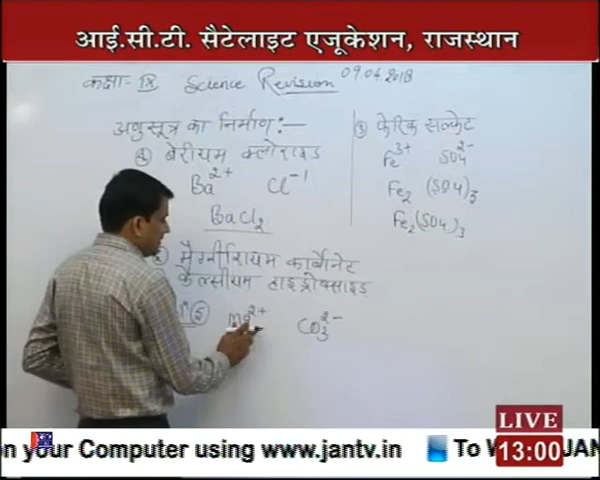 आई.सी.टी. सैटेलाइट एजूकेशन, राजस्थान
कक्षा- IX Science Revision 09.04.2018
अणुसूत्र का निर्माण:—
बेरीयम क्लोराइड
Ba²⁺ Cl⁻¹
BaCl₂
मैग्नीशियम कार्बोनेट
कैल्सीयम हाइड्रोक्साइड
Mg²⁺ CO₃²⁻
③ फेरिक सल्फेट
Fe³⁺ SO₄²⁻
Fe₂ (SO₄)₃
Fe₂(SO₄)₃
LIVE
13:00
on your Computer using www.jantv.in To W JAN